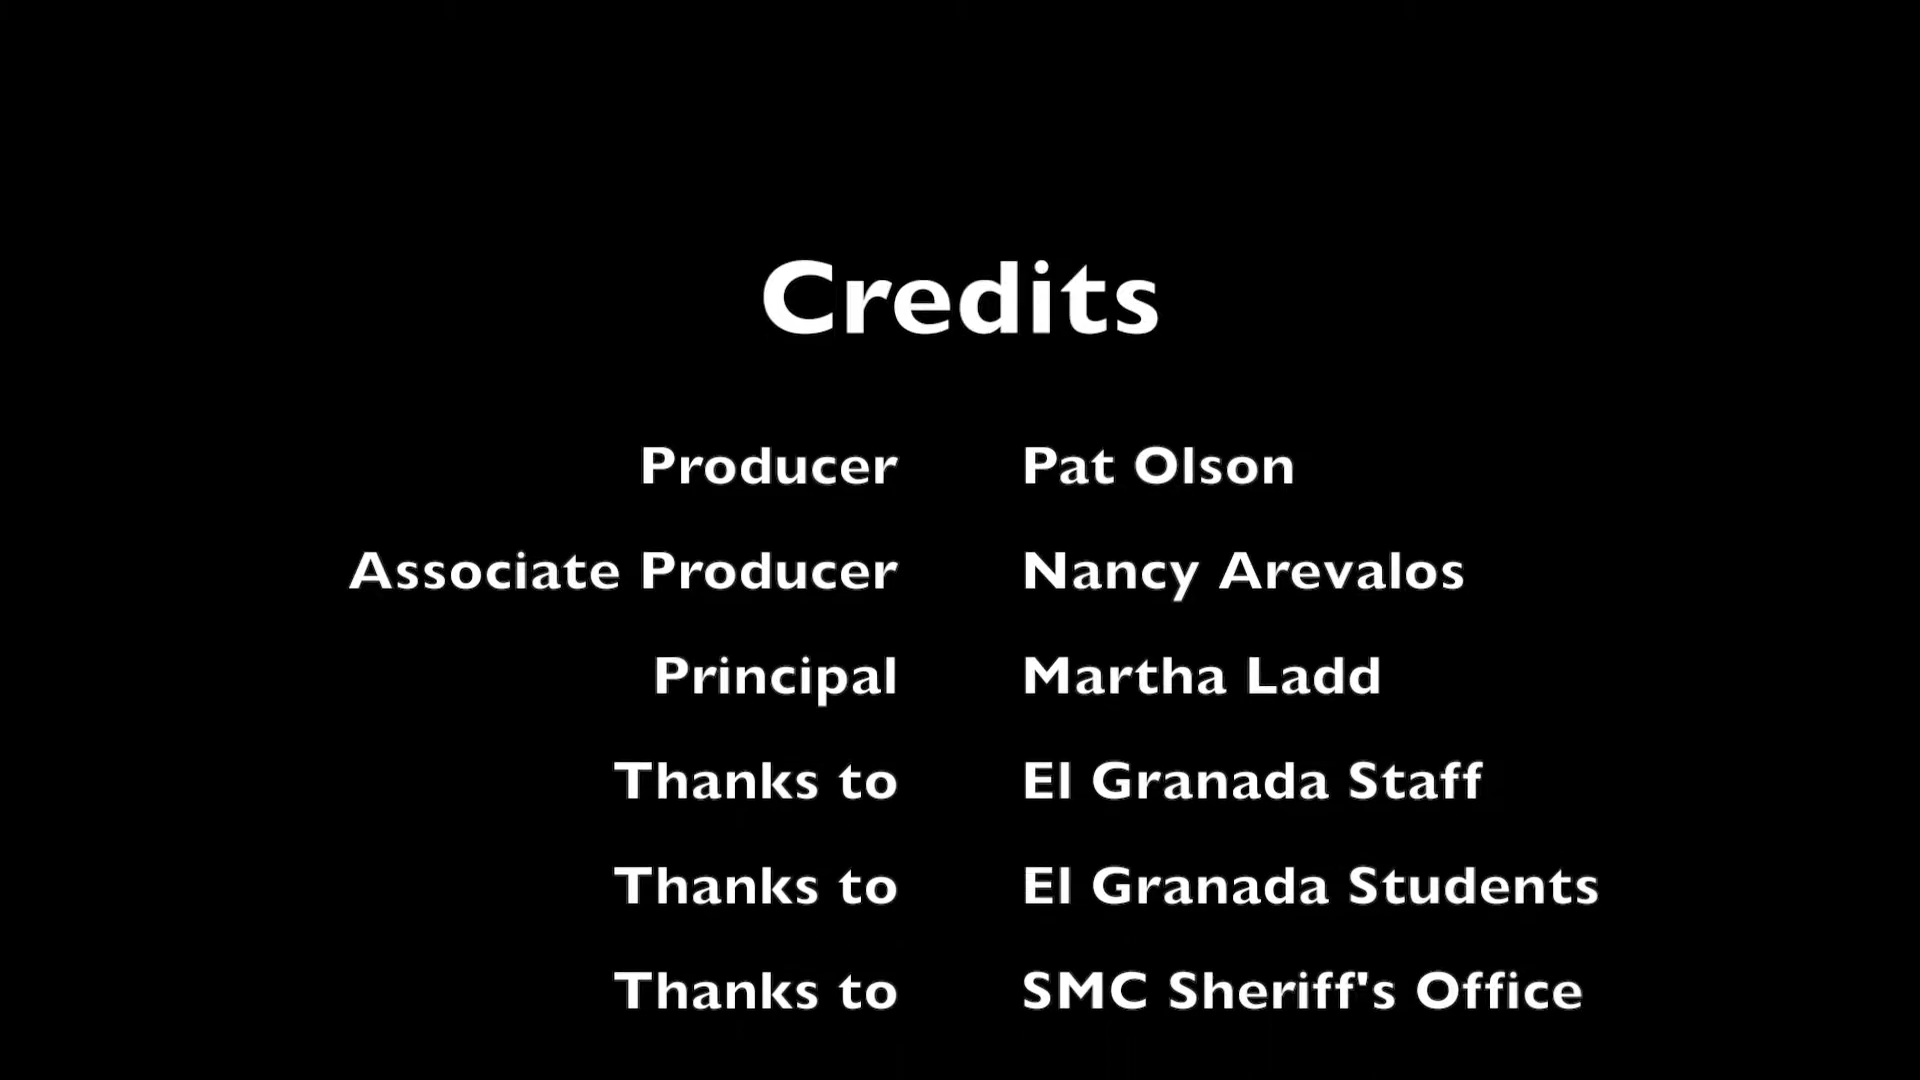 Credits
Producer Pat Olson
Associate Producer Nancy Arevalos
Principal Martha Ladd
Thanks to El Granada Staff
Thanks to El Granada Students
Thanks to SMC Sheriff's Office